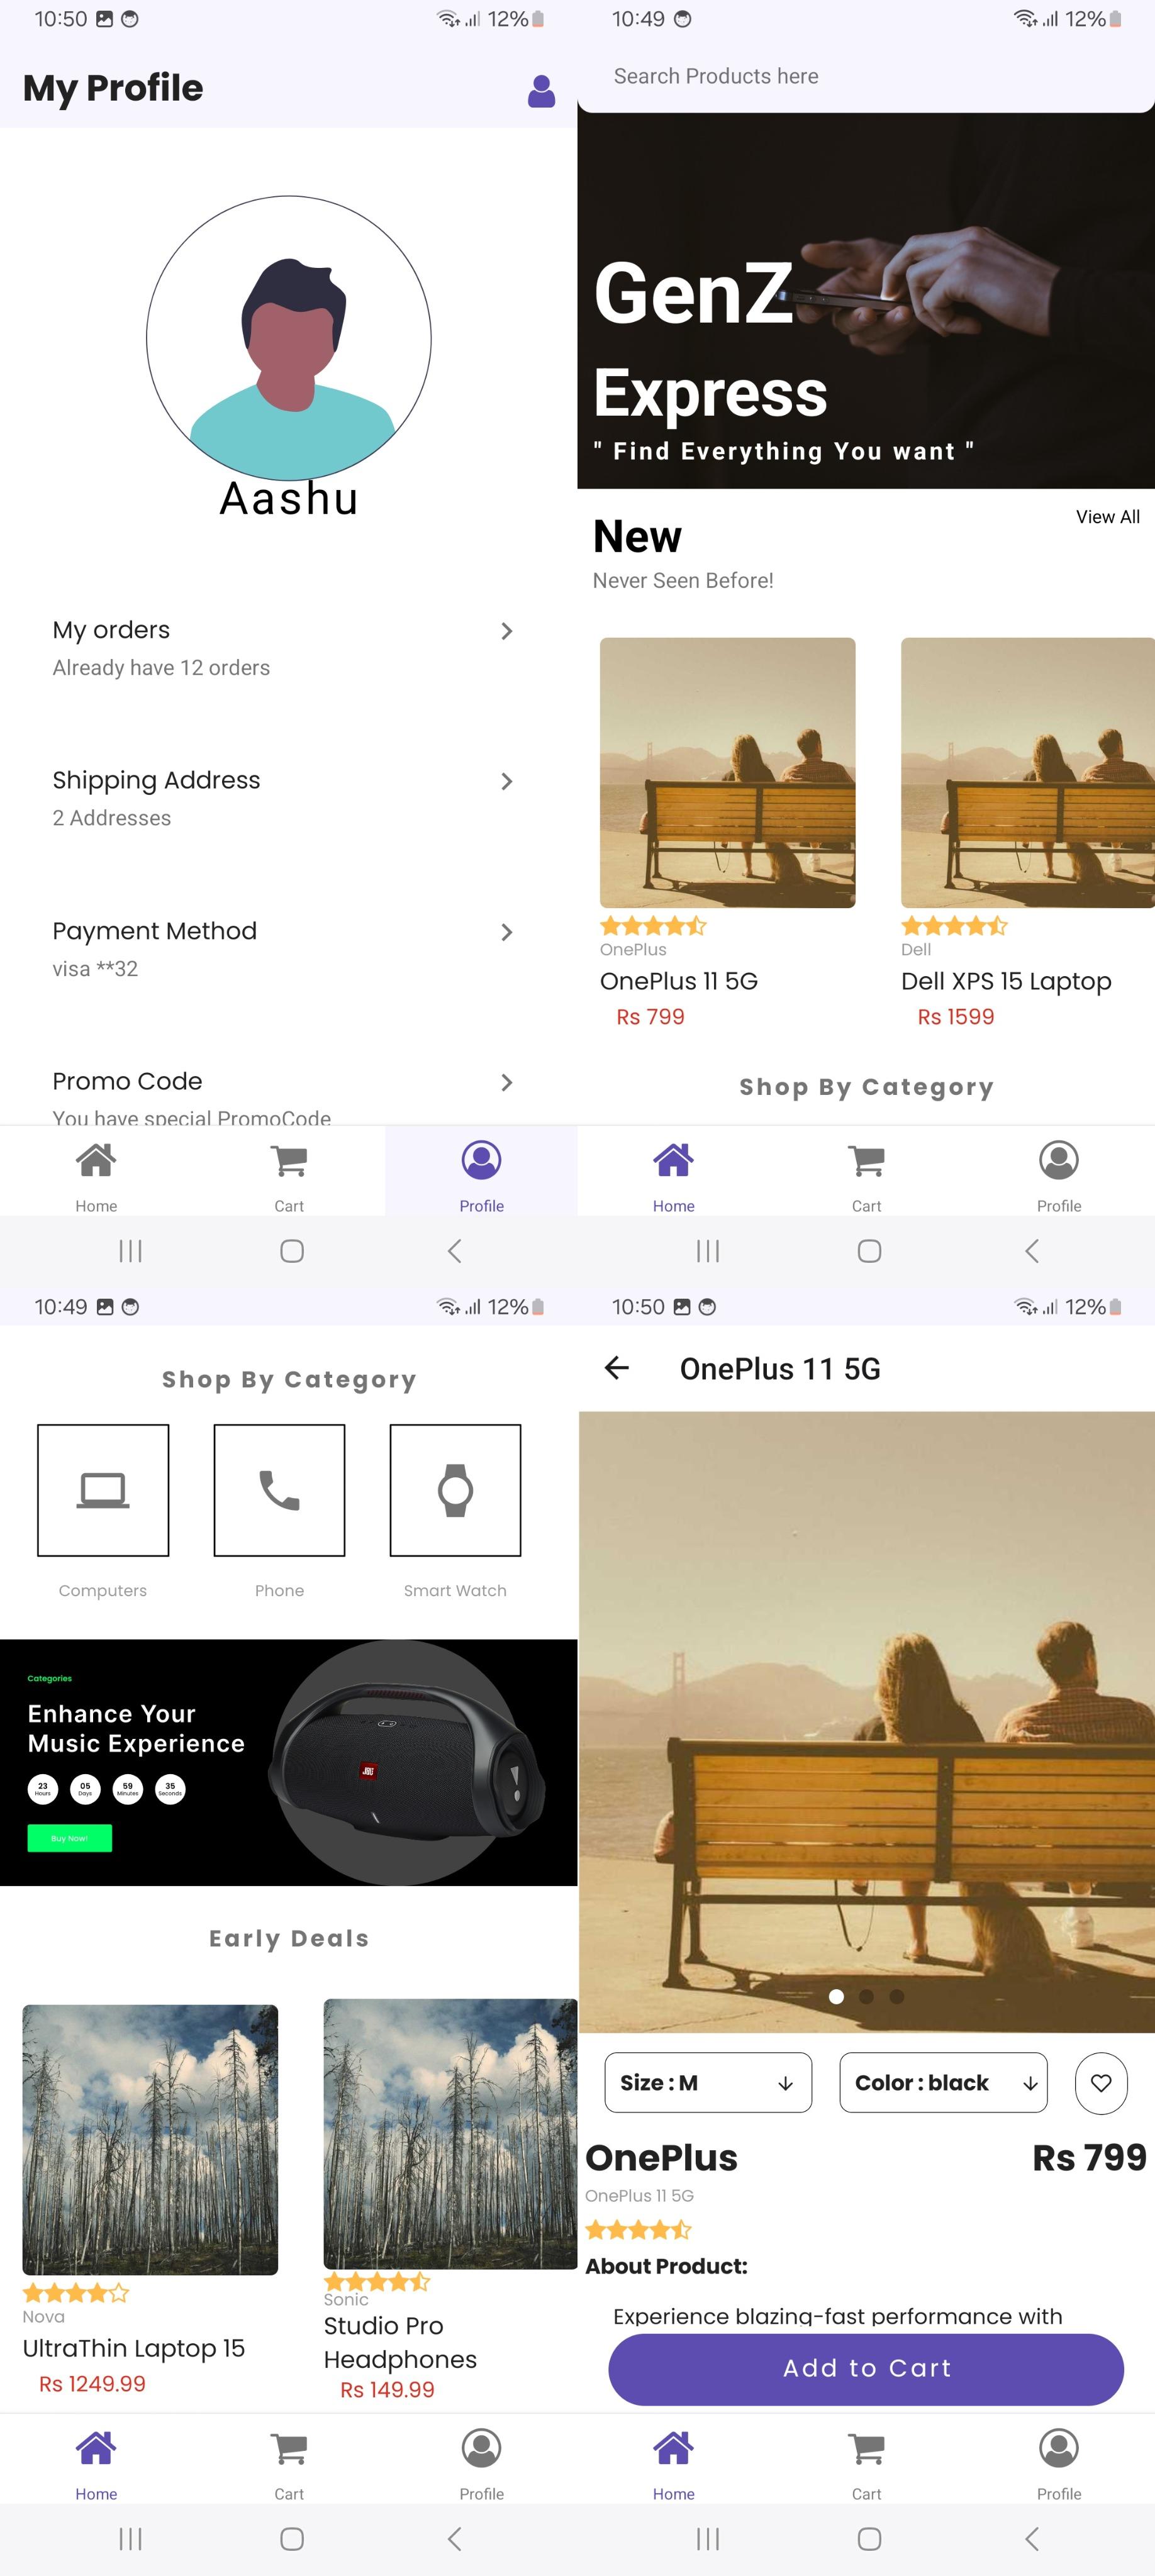 10:50
12%
My Profile
Aashu
My orders
Already have 12 orders
Shipping Address
2 Addresses
Payment Method
visa **32
Promo Code
You have special PromoCode
Home
Cart
Profile
10:49
12%
Search Products here
GenZ
Express
" Find Everything You want "
New
View All
Never Seen Before!
OnePlus
OnePlus 11 5G
Rs 799
Dell
Dell XPS 15 Laptop
Rs 1599
Shop By Category
Home
Cart
Profile
10:49
12%
Shop By Category
Computers
Phone
Smart Watch
Categories
Enhance Your
Music Experience
23
Hours
05
Days
59
Minutes
35
Seconds
Buy Now!
JBL
Early Deals
Nova
UltraThin Laptop 15
Rs 1249.99
Sonic
Studio Pro
Headphones
Rs 149.99
Home
Cart
Profile
10:50
12%
OnePlus 11 5G
Size : M
Color : black
OnePlus
Rs 799
OnePlus 11 5G
About Product:
Experience blazing-fast performance with
Add to Cart
Home
Cart
Profile